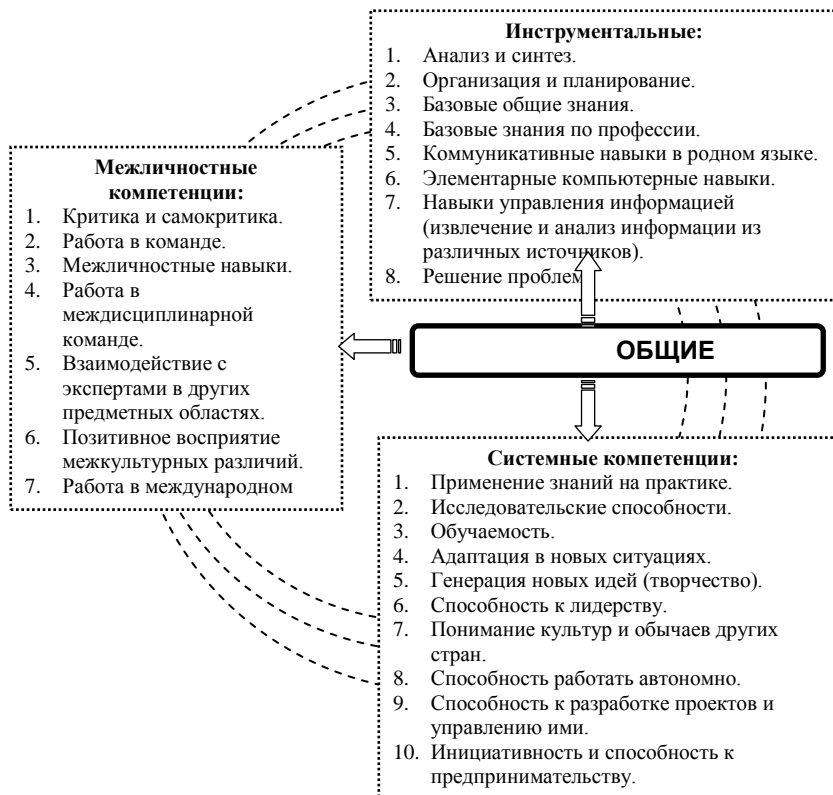 Инструментальные:
1. Анализ и синтез.
2. Организация и планирование.
3. Базовые общие знания.
4. Базовые знания по профессии.
5. Коммуникативные навыки в родном языке.
6. Элементарные компьютерные навыки.
7. Навыки управления информацией
(извлечение и анализ информации из
различных источников).
8. Решение проблем
Межличностные
компетенции:
1. Критика и самокритика.
2. Работа в команде.
3. Межличностные навыки.
4. Работа в
междисциплинарной
команде.
5. Взаимодействие с
экспертами в других
предметных областях.
6. Позитивное восприятие
межкультурных различий.
7. Работа в международном
ОБЩИЕ
Системные компетенции:
1. Применение знаний на практике.
2. Исследовательские способности.
3. Обучаемость.
4. Адаптация в новых ситуациях.
5. Генерация новых идей (творчество).
6. Способность к лидерству.
7. Понимание культур и обычаев других
стран.
8. Способность работать автономно.
9. Способность к разработке проектов и
управлению ими.
10. Инициативность и способность к
предпринимательству.